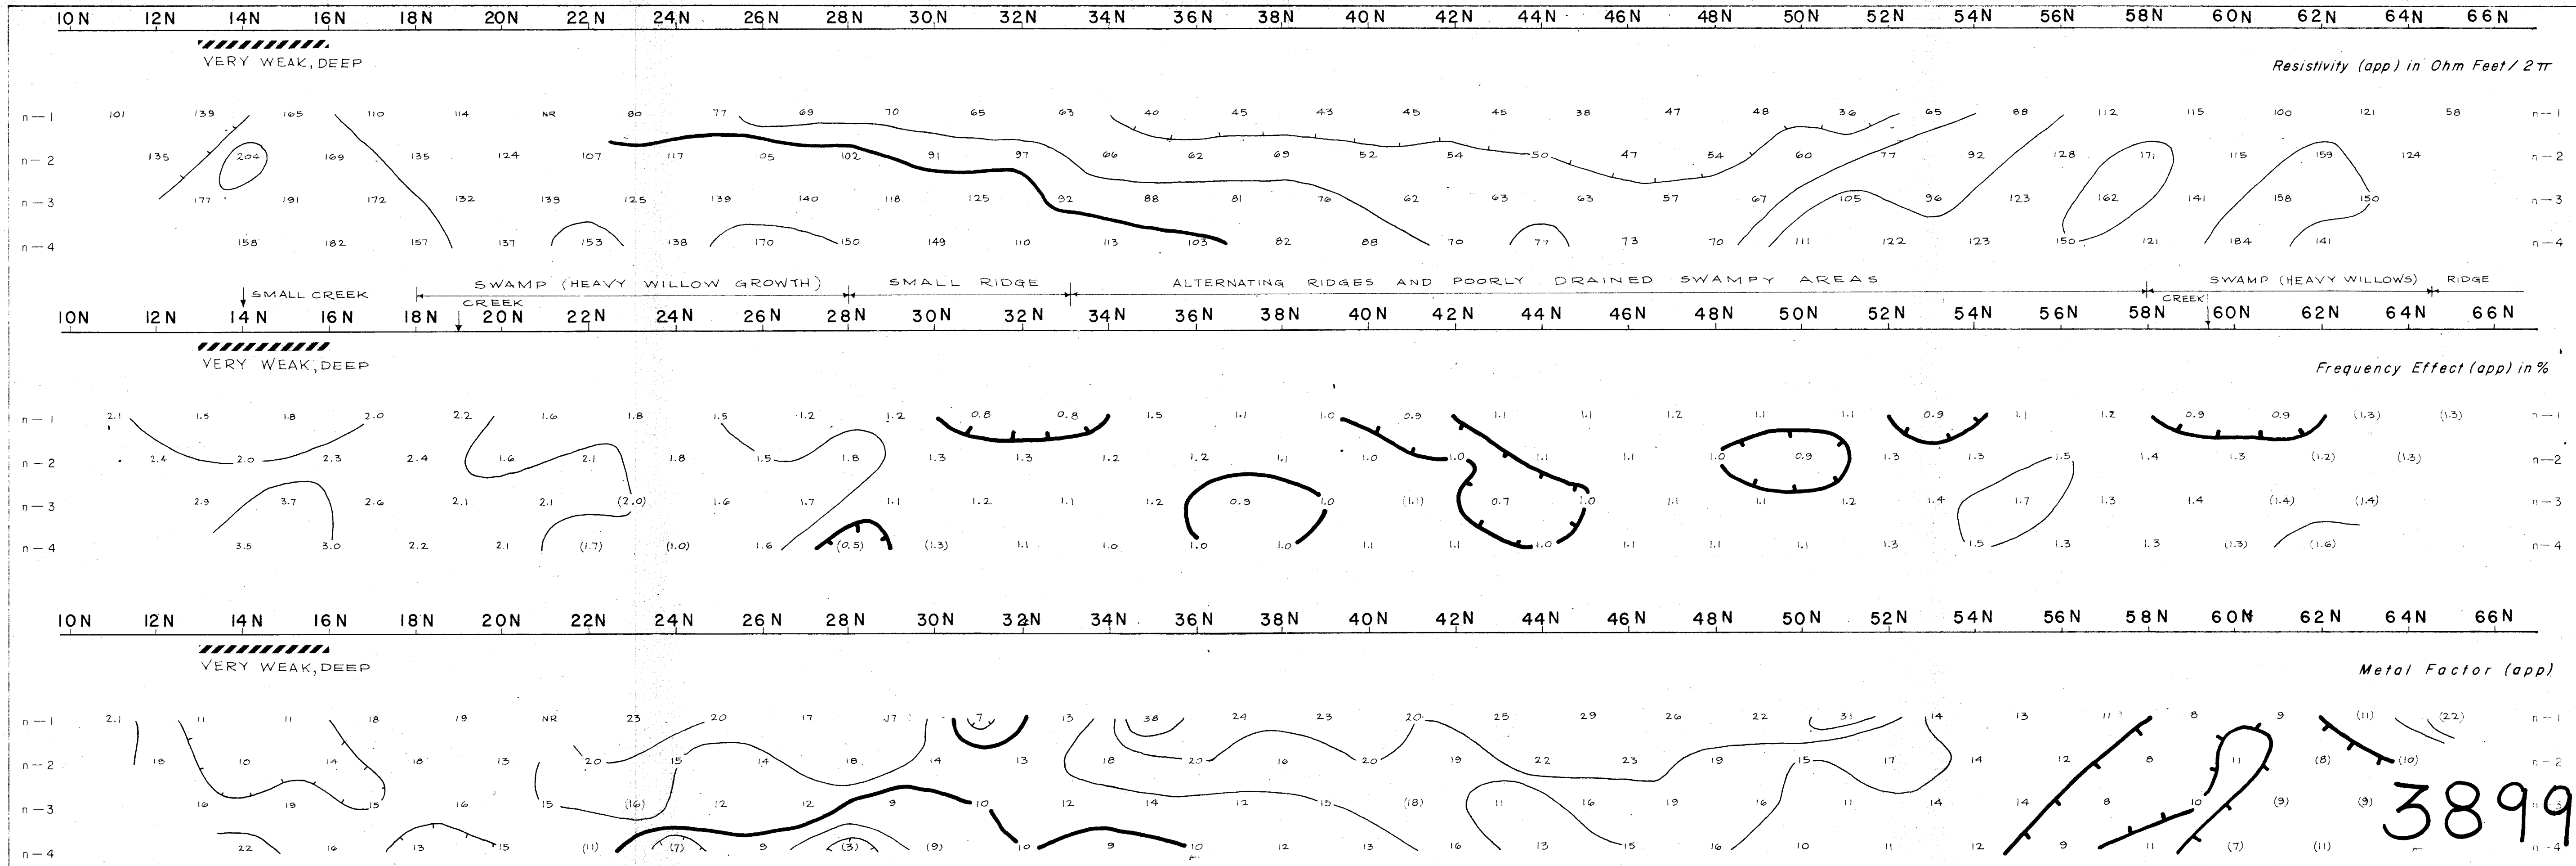 10N 12N 14N 16N 18N 20N 22N 24N 26N 28N 30N 32N 34N 36N 38N 40N 42N 44N 46N 48N 50N 52N 54N 56N 58N 60N 62N 64N 66N
VERY WEAK, DEEP
Resistivity (app) in Ohm Feet / 2π
n-1 101 139 165 110 114 NR 80 77 69 70 65 63 40 45 43 45 45 38 47 48 36 65 88 112 115 100 121 58 n-1
n-2 135 204 169 135 124 107 117 105 102 91 97 66 62 69 52 54 50 47 54 60 77 92 128 171 115 159 124 n-2
n-3 177 191 172 132 139 125 139 140 118 125 92 88 81 76 62 63 63 57 67 105 96 123 162 141 158 150 n-3
n-4 158 182 157 137 153 138 170 150 149 110 113 103 82 88 70 77 73 70 111 122 123 150 121 184 141 n-4
SMALL CREEK SWAMP (HEAVY WILLOW GROWTH) SMALL RIDGE ALTERNATING RIDGES AND POORLY DRAINED SWAMPY AREAS SWAMP (HEAVY WILLOWS) RIDGE
CREEK CREEK
10N 12N 14N 16N 18N 20N 22N 24N 26N 28N 30N 32N 34N 36N 38N 40N 42N 44N 46N 48N 50N 52N 54N 56N 58N 60N 62N 64N 66N
VERY WEAK, DEEP
Frequency Effect (app) in %
n-1 2.1 1.5 1.8 2.0 2.2 1.6 1.8 1.5 1.2 1.2 0.8 0.8 1.5 1.1 1.0 0.9 1.1 1.1 1.2 1.1 1.1 0.9 1.1 1.2 0.9 0.9 (1.3) (1.3) n-1
n-2 2.4 2.0 2.3 2.4 1.6 2.1 1.8 1.5 1.8 1.3 1.3 1.2 1.2 1.1 1.0 1.0 1.1 1.1 1.0 0.9 1.3 1.3 1.5 1.4 1.3 (1.2) (1.3) n-2
n-3 2.9 3.7 2.6 2.1 2.1 (2.0) 1.6 1.7 1.1 1.2 1.1 1.2 0.9 1.0 (1.1) 0.7 1.0 1.1 1.1 1.2 1.4 1.7 1.3 1.4 (1.4) (1.4) n-3
n-4 3.5 3.0 2.2 2.1 (1.7) (1.0) 1.6 (0.5) (1.3) 1.1 1.0 1.0 1.0 1.1 1.1 1.0 1.1 1.1 1.1 1.3 1.5 1.3 1.3 (1.3) (1.6) n-4
10N 12N 14N 16N 18N 20N 22N 24N 26N 28N 30N 32N 34N 36N 38N 40N 42N 44N 46N 48N 50N 52N 54N 56N 58N 60N 62N 64N 66N
VERY WEAK, DEEP
Metal Factor (app)
n-1 2.1 11 11 18 19 NR 23 20 17 17 7 13 38 24 23 20 25 29 26 22 31 14 13 11 8 9 (11) (22) n-1
n-2 18 10 14 18 13 20 15 14 18 14 13 18 20 16 20 19 22 23 19 15 17 14 12 8 11 (8) (10) n-2
n-3 16 19 15 16 15 (16) 12 12 9 10 12 14 12 15 (18) 11 16 19 16 11 14 14 8 10 (9) (9)
n-4 22 16 13 15 (11) (7) 9 (3) (9) 10 9 10 12 13 16 13 15 16 10 11 12 9 11 (7) (11) n-4
3899